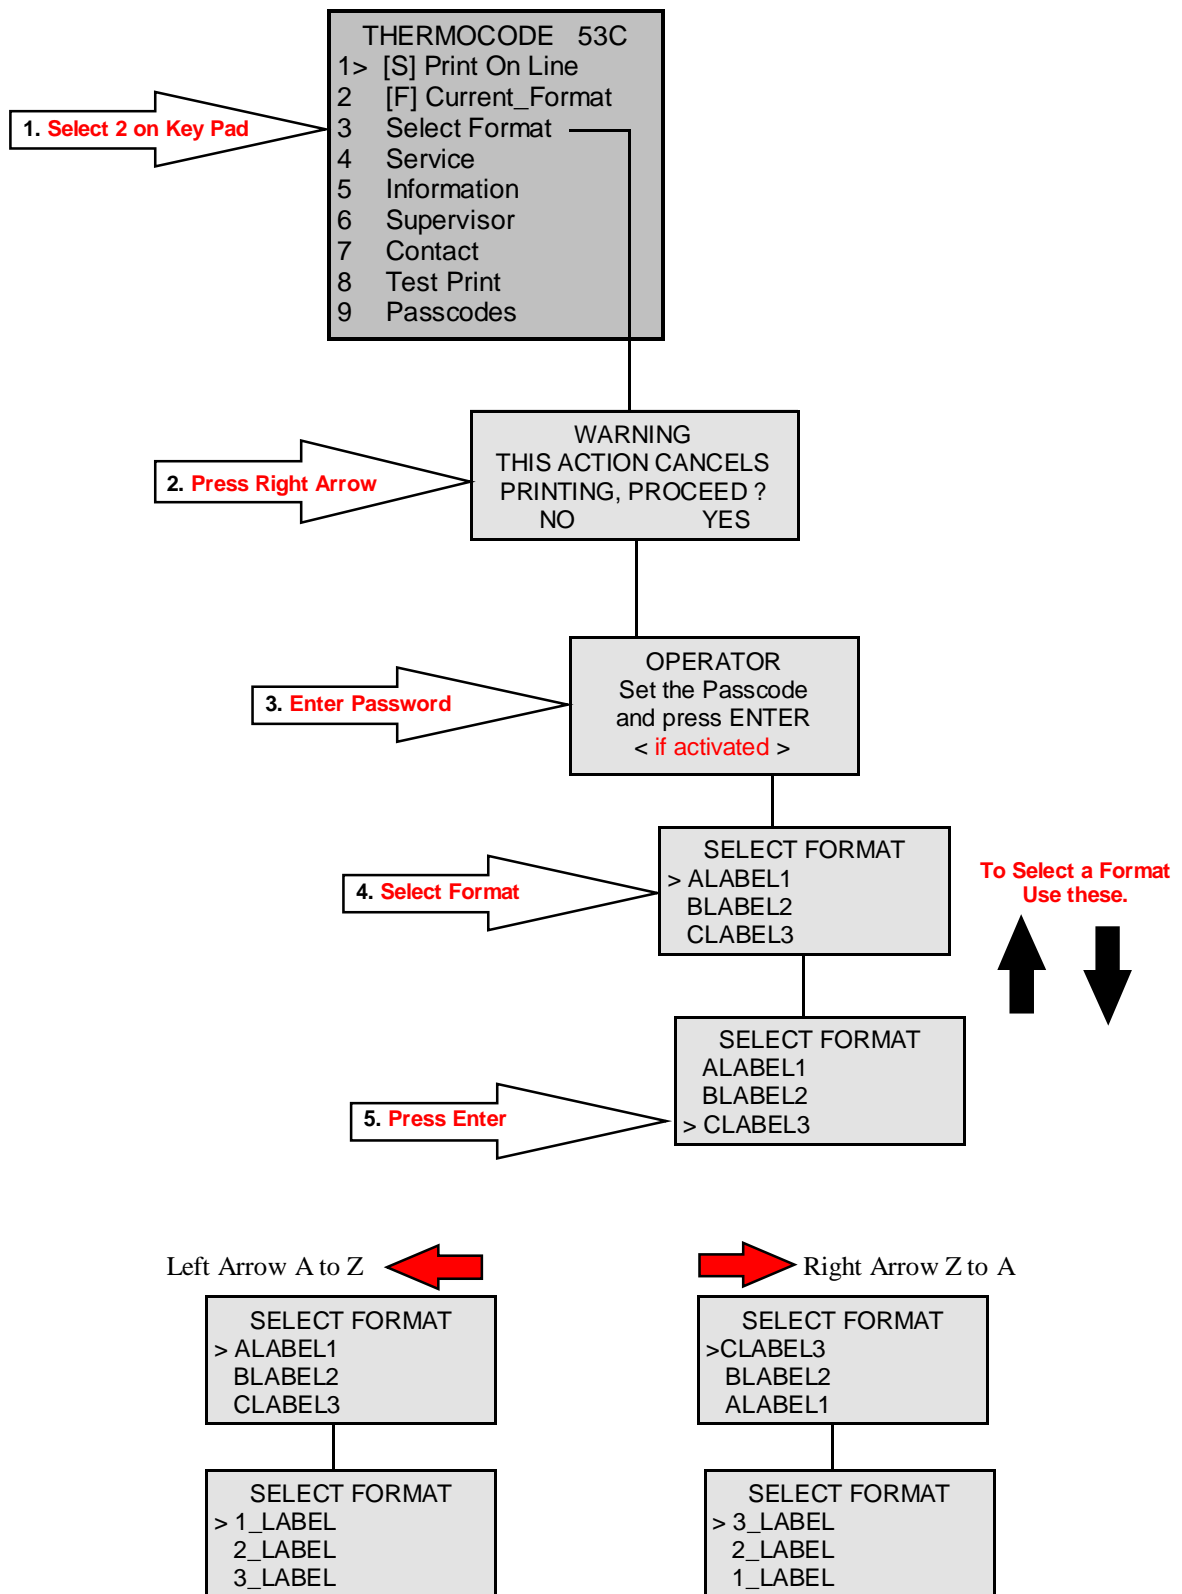 THERMOCODE 53C
1> [S] Print On Line
2 [F] Current_Format
3 Select Format
4 Service
5 Information
6 Supervisor
7 Contact
8 Test Print
9 Passcodes
1. Select 2 on Key Pad
WARNING
THIS ACTION CANCELS
PRINTING, PROCEED ?
NO YES
2. Press Right Arrow
OPERATOR
Set the Passcode
and press ENTER
< if activated >
3. Enter Password
SELECT FORMAT
> ALABEL1
BLABEL2
CLABEL3
4. Select Format
To Select a Format
Use these.
SELECT FORMAT
ALABEL1
BLABEL2
> CLABEL3
5. Press Enter
Left Arrow A to Z
SELECT FORMAT
> ALABEL1
BLABEL2
CLABEL3
SELECT FORMAT
> 1_LABEL
2_LABEL
3_LABEL
Right Arrow Z to A
SELECT FORMAT
>CLABEL3
BLABEL2
ALABEL1
SELECT FORMAT
> 3_LABEL
2_LABEL
1_LABEL